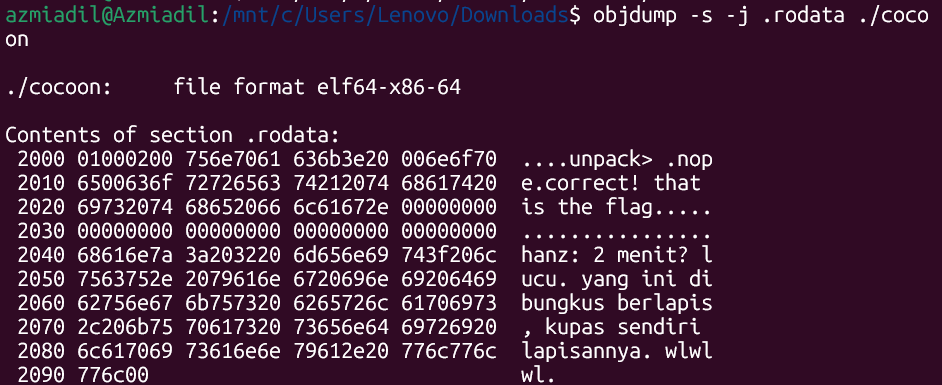 azmiadil@Azmiadil:/mnt/c/Users/Lenovo/Downloads$ objdump -s -j .rodata ./coco
on
./cocoon:     file format elf64-x86-64
Contents of section .rodata:
 2000 01000200 756e7061 636b3e20 006e6f70  ....unpack> .nop
 2010 6500636f 72726563 74212074 68617420  e.correct! that 
 2020 69732074 68652066 6c61672e 00000000  is the flag.....
 2030 00000000 00000000 00000000 00000000  ................
 2040 68616e7a 3a203220 6d656e69 743f206c  hanz: 2 menit? l
 2050 7563752e 2079616e 6720696e 69206469  ucu. yang ini di
 2060 62756e67 6b757320 6265726c 61706973  bungkus berlapis
 2070 2c206b75 70617320 73656e64 69726920  , kupas sendiri 
 2080 6c617069 73616e6e 79612e20 776c776c  lapisannya. wlwl
 2090 776c00                               wl.